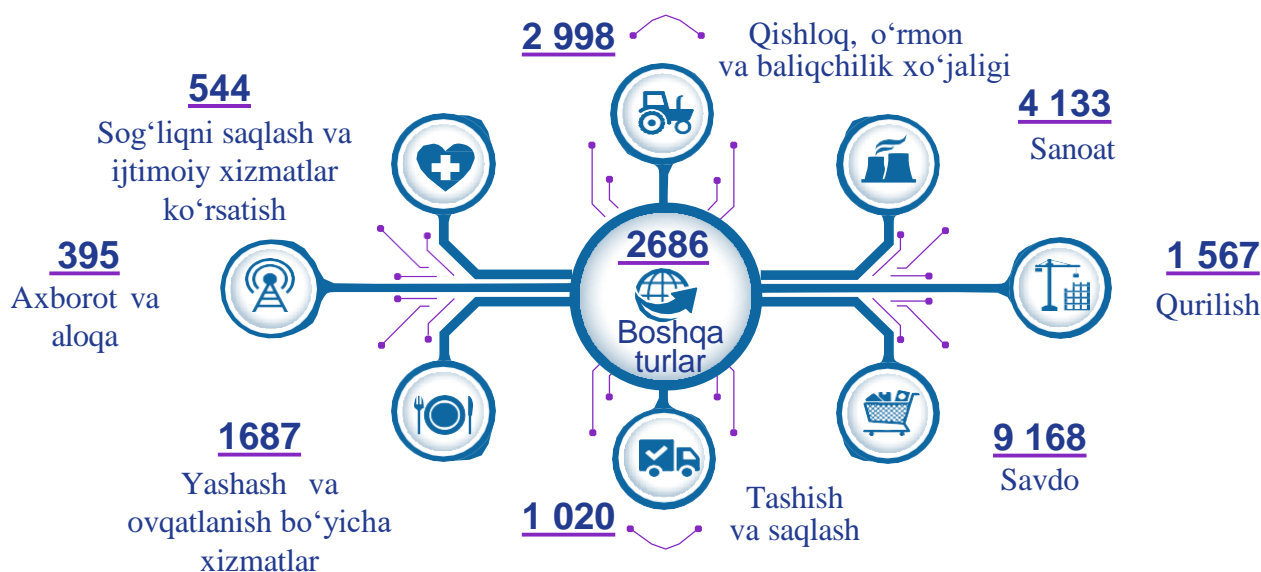 2 998
Qishloq, o‘rmon
va baliqchilik xo‘jaligi
544
Sog‘liqni saqlash va
ijtimoiy xizmatlar
ko‘rsatish
4 133
Sanoat
395
Axborot va
aloqa
2686
Boshqa
turlar
1 567
Qurilish
1687
Yashash va
ovqatlanish bo‘yicha
xizmatlar
1 020
Tashish
va saqlash
9 168
Savdo